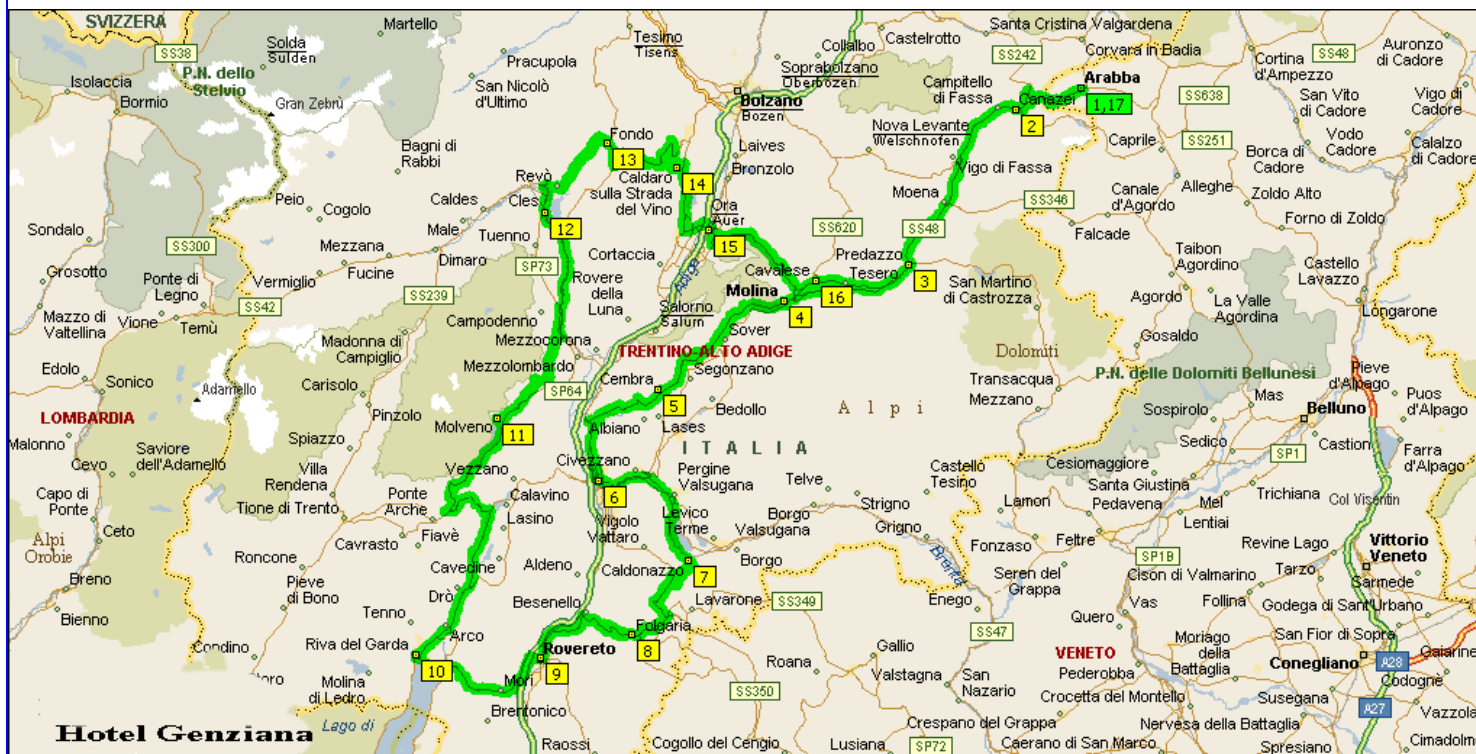 SVIZZERA
Martello
Tesimo
Tisens
Collalbo
Castelrotto
Santa Cristina Valgardena
SS242
Corvara in Badia
Cortina
d'Ampezzo
SS48
Auronzo
di Cadore
SS38
Solda
Sulden
Pracupola
Soprabolzano
Oberbozen
Isolaccia
P.N. dello
Stelvio
San Nicolò
d'Ultimo
Campitello
di Fassa
Canazei
Arabba
1,17
SS638
San Vito
di Cadore
Vigo di
Cadore
Bormio
Gran Zebrù
Bolzano
Bozen
2
Nova Levante
Welschnofen
Caprile
SS251
Vodo
Cadore
Calalzo
di Cadore
Fondo
13
Laives
Bronzolo
Borca di
Cadore
Bagni di
Rabbi
Caldaro
sulla Strada
del Vino
14
Vigo di Fassa
Revò
Moena
Canale
d'Agordo
Alleghe
Zoldo Alto
Peio
Cogolo
Caldes
Cles
Ora
Auer
SS346
Forno di Zoldo
Sondalo
SS300
Male
12
15
SS620
SS48
Falcade
Mezzana
Tuenno
Predazzo
Taibon
Agordino
Grosotto
Vermiglio
Fucine
Dimaro
SP73
Cortaccia
Adige
Cavalese
Tesero
3
Castello
Lavazzo
Ponte di
Legno
Rovere
della
Luna
Molina
16
San Martino
di Castrozza
Agordo
SS239
SS42
Salorno
Salurn
4
La Valle
Agordina
Mazzo di
Valtellina
Vione
Temù
Campodenno
Sover
Longarone
Madonna di
Campiglio
Mezzocorona
TRENTINO-ALTO ADIGE
Dolomiti
Gosaldo
Edolo
Sonico
Adamello
Carisolo
Mezzolombardo
Segonzano
Transacqua
P.N. delle Dolomiti Bellunesi
Pieve
d'Alpago
Cembra
SP64
Mezzano
Mas
Puos
d'Alpago
LOMBARDIA
Pinzolo
5
Bedollo
Alpi
Sospirolo
Belluno
Malonno
Molveno
11
Albiano
Lases
Sedico
Castion
Spiazzo
ITALIA
SP1
Saviore
dell'Adamello
Cevo
Vezzano
Civezzano
Pergine
Valsugana
Castello
Tesino
Cesiomaggiore
Farra
d'Alpago
Villa
Rendena
6
Telve
Santa Giustina
Capo di
Ponte
Ponte
Arche
Calavino
Strigno
Lamon
Pedavena
Mel
Trichiana
Col Visentin
Tione di Trento
Lasino
Levico
Terme
Borgo
Valsugana
Ceto
Vigolo
Vattaro
Grigno
Lentiai
Alpi
Orobie
Cavrasto
Fiavè
Fonzaso
Feltre
SP1B
Revine Lago
Vittorio
Veneto
Roncone
Aldeno
Caldonazzo
7
Borgo
Brenta
Tarzo
Breno
Cavedine
Seren del
Grappa
Cison di Valmarino
Sarmede
Pieve
di Bono
Drò
Besenello
Lavarone
SS349
Enego
Vas
Follina
Bienno
Tenno
Quero
Godega di Sant'Urbano
Arco
Folgaria
SS47
Riva del Garda
8
Moriago
della
Battaglia
San Fior di Sopra
Condino
Rovereto
Gallio
VENETO
Conegliano
A28
Gaiarine
10
9
Roana
Pederobba
Molina
di Ledro
Mori
Valstagna
San
Nazario
Crocetta del Montello
Susegana
Codognè
SS350
Brentonico
A27
Vazzola
Hotel Genziana
Lago di
Crespano del Grappa
Nervesa della Battaglia
Raossi
Cogollo del Cengio
Lusiana
SP72
Caerano di San Marco
Spresiano
Cimadolm